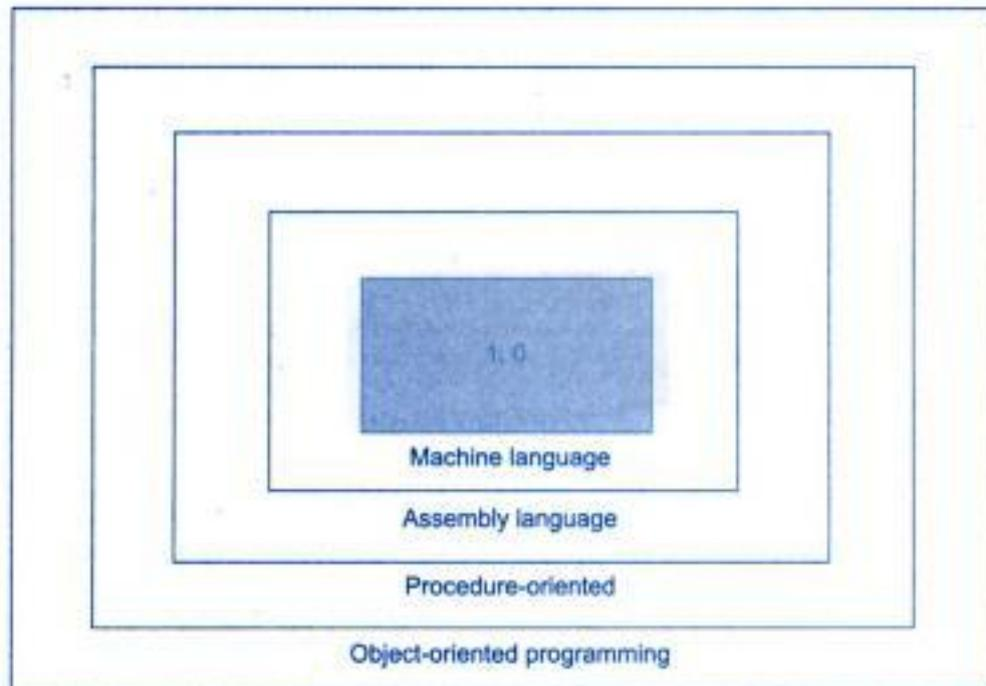 1, 0
Machine language
Assembly language
Procedure-oriented
Object-oriented programming